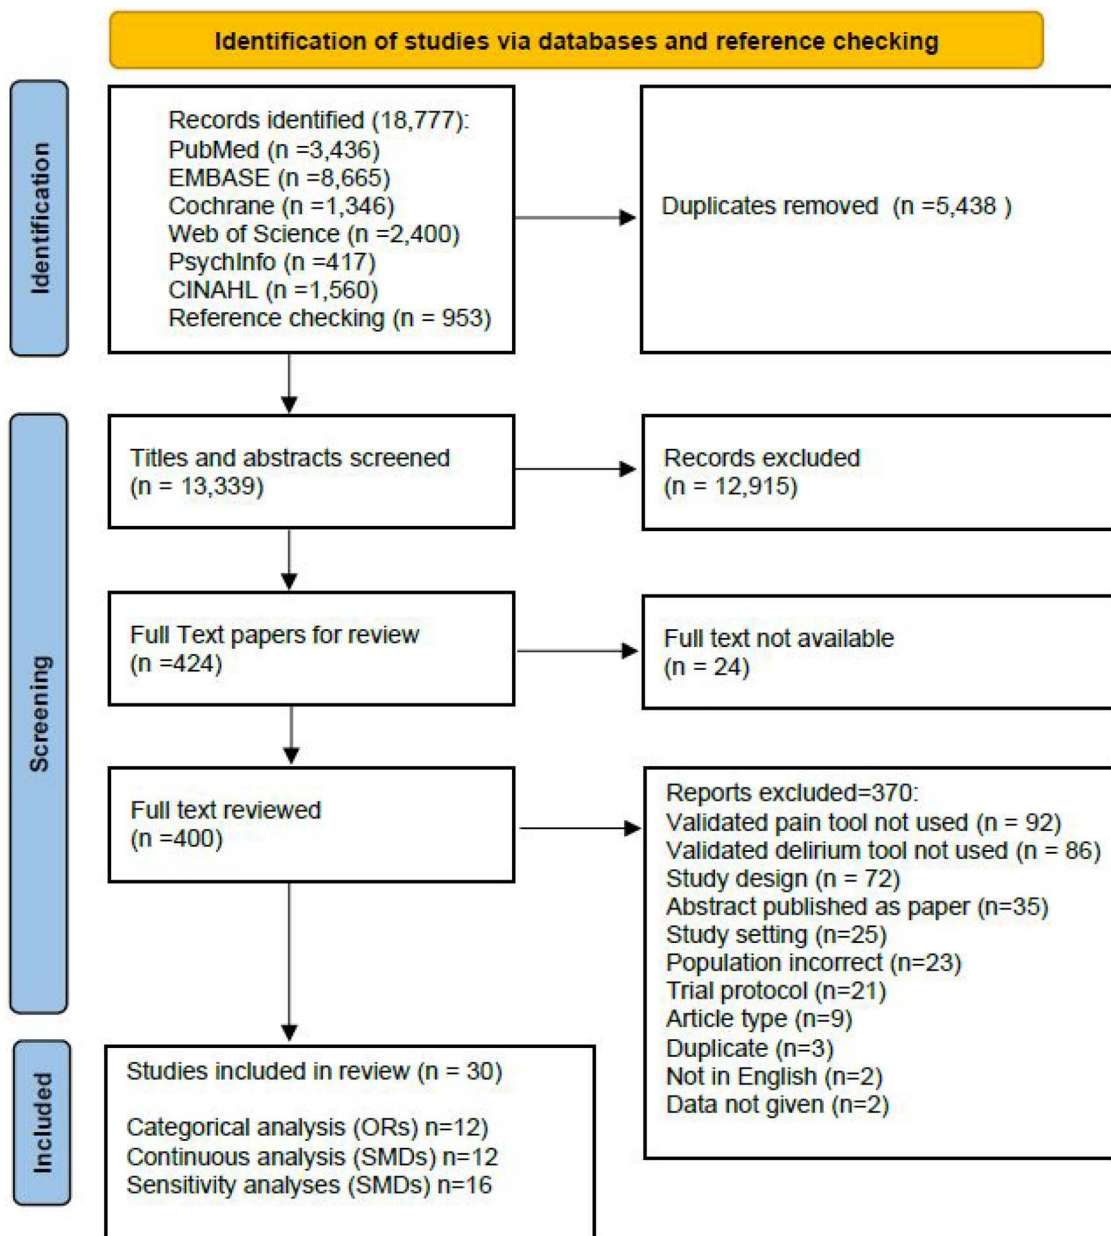 Identification of studies via databases and reference checking
Identification
Records identified (18,777):
PubMed (n =3,436)
EMBASE (n =8,665)
Cochrane (n =1,346)
Web of Science (n =2,400)
PsychInfo (n =417)
CINAHL (n =1,560)
Reference checking (n = 953)
Duplicates removed (n =5,438 )
Screening
Titles and abstracts screened
(n = 13,339)
Records excluded
(n = 12,915)
Full Text papers for review
(n =424)
Full text not available
(n = 24)
Full text reviewed
(n =400)
Reports excluded=370:
Validated pain tool not used (n = 92)
Validated delirium tool not used (n = 86)
Study design (n = 72)
Abstract published as paper (n=35)
Study setting (n=25)
Population incorrect (n=23)
Trial protocol (n=21)
Article type (n=9)
Duplicate (n=3)
Not in English (n=2)
Data not given (n=2)
Included
Studies included in review (n = 30)
Categorical analysis (ORs) n=12)
Continuous analysis (SMDs) n=12
Sensitivity analyses (SMDs) n=16